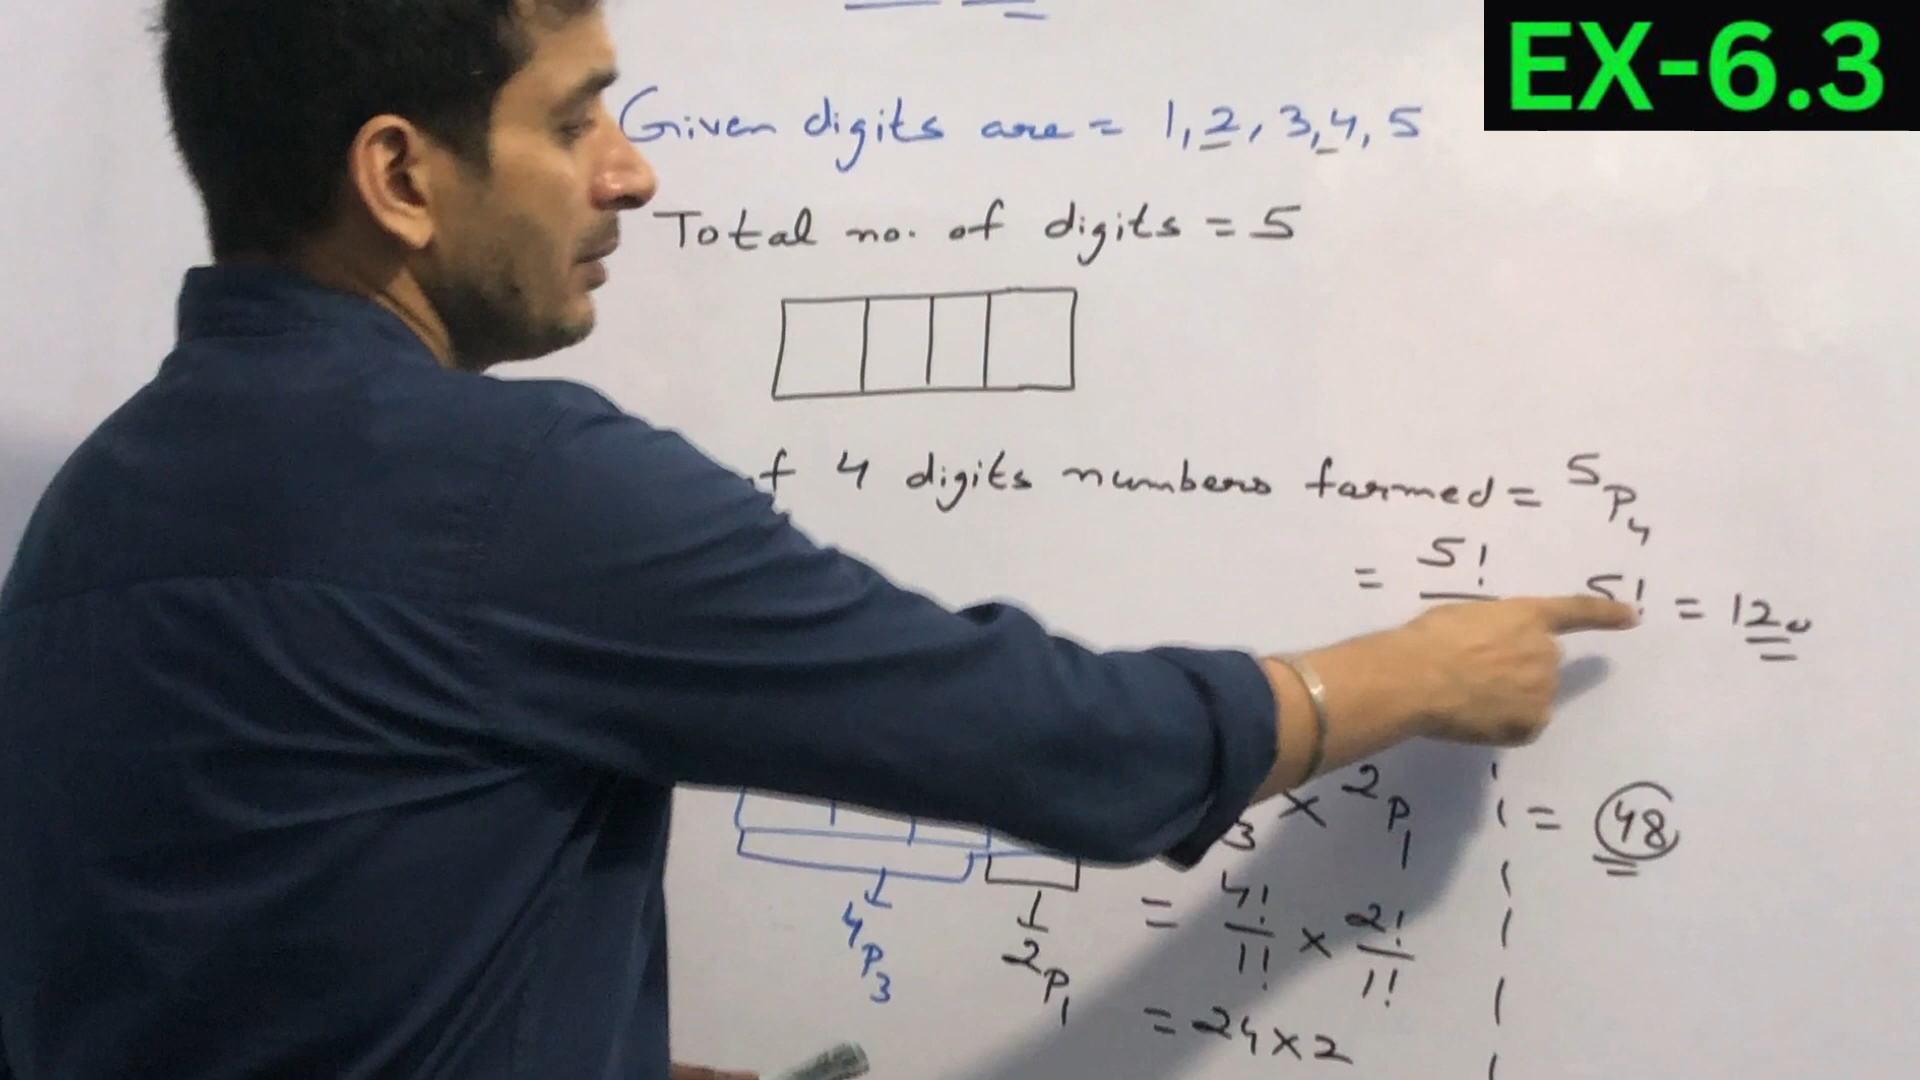 EX-6.3
Given digits are = 1, 2, 3, 4, 5
Total no. of digits = 5
4 digits numbers formed = ⁵P₄
= 5! 5! = 120
3 × ²P₁ = 48
⁴P₃ ²P₁ = 4!/1! × 2!/1!
= 24 × 2